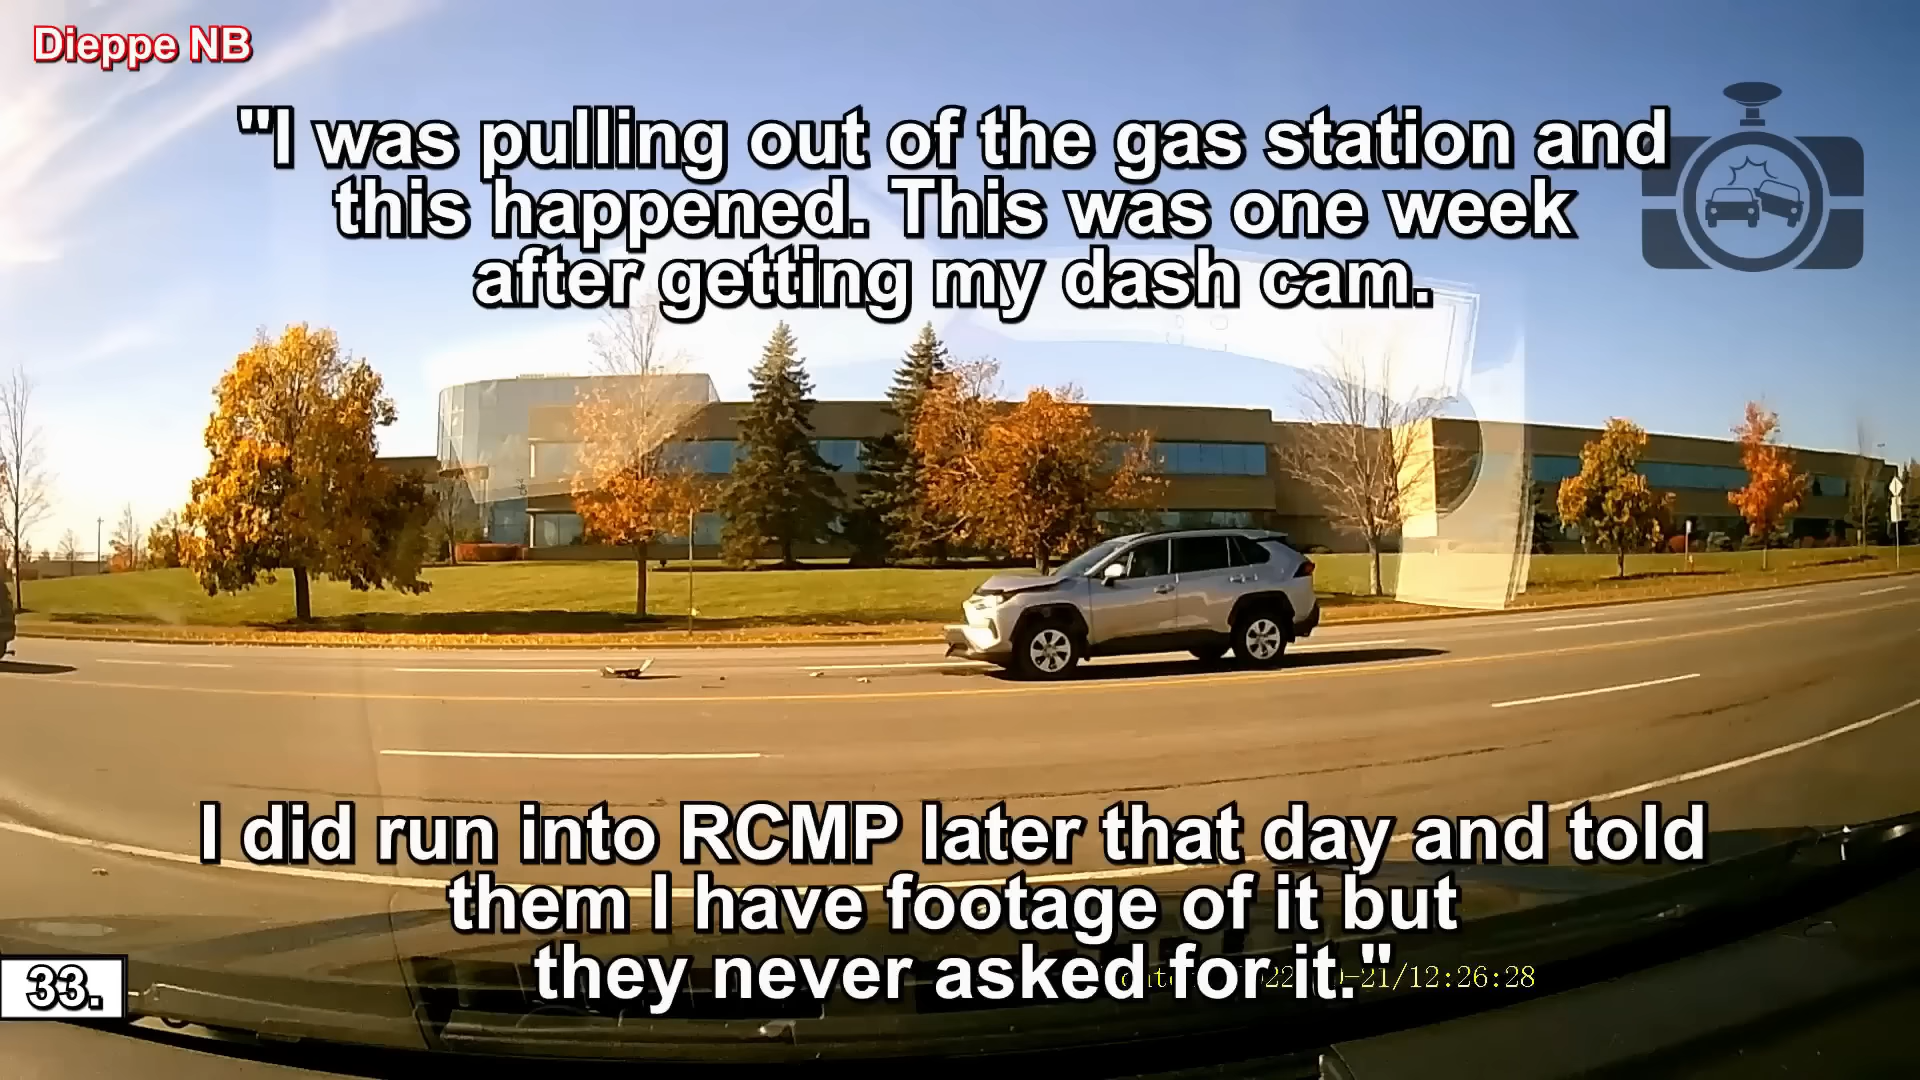 Dieppe NB
"I was pulling out of the gas station and
this happened. This was one week
after getting my dash cam.
I did run into RCMP later that day and told
them I have footage of it but
they never asked for it."
-21/12:26:28
33.